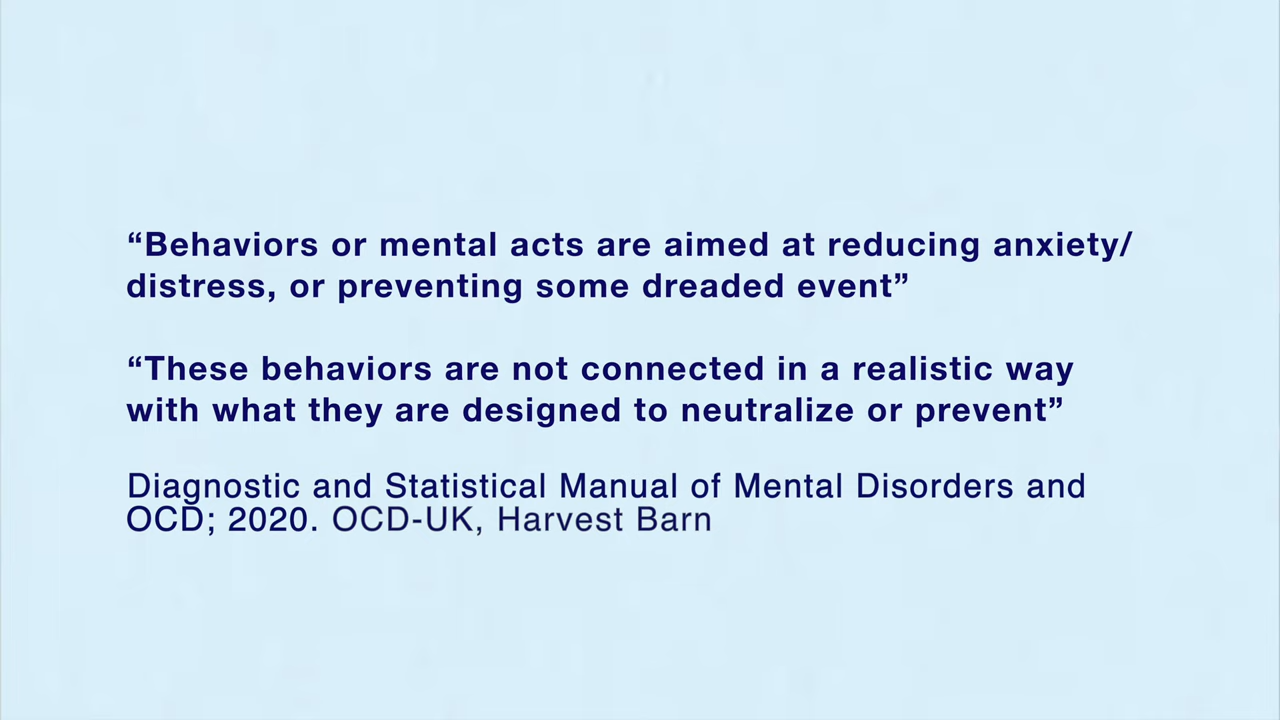 “Behaviors or mental acts are aimed at reducing anxiety/
distress, or preventing some dreaded event”
“These behaviors are not connected in a realistic way
with what they are designed to neutralize or prevent”
Diagnostic and Statistical Manual of Mental Disorders and
OCD; 2020. OCD-UK, Harvest Barn